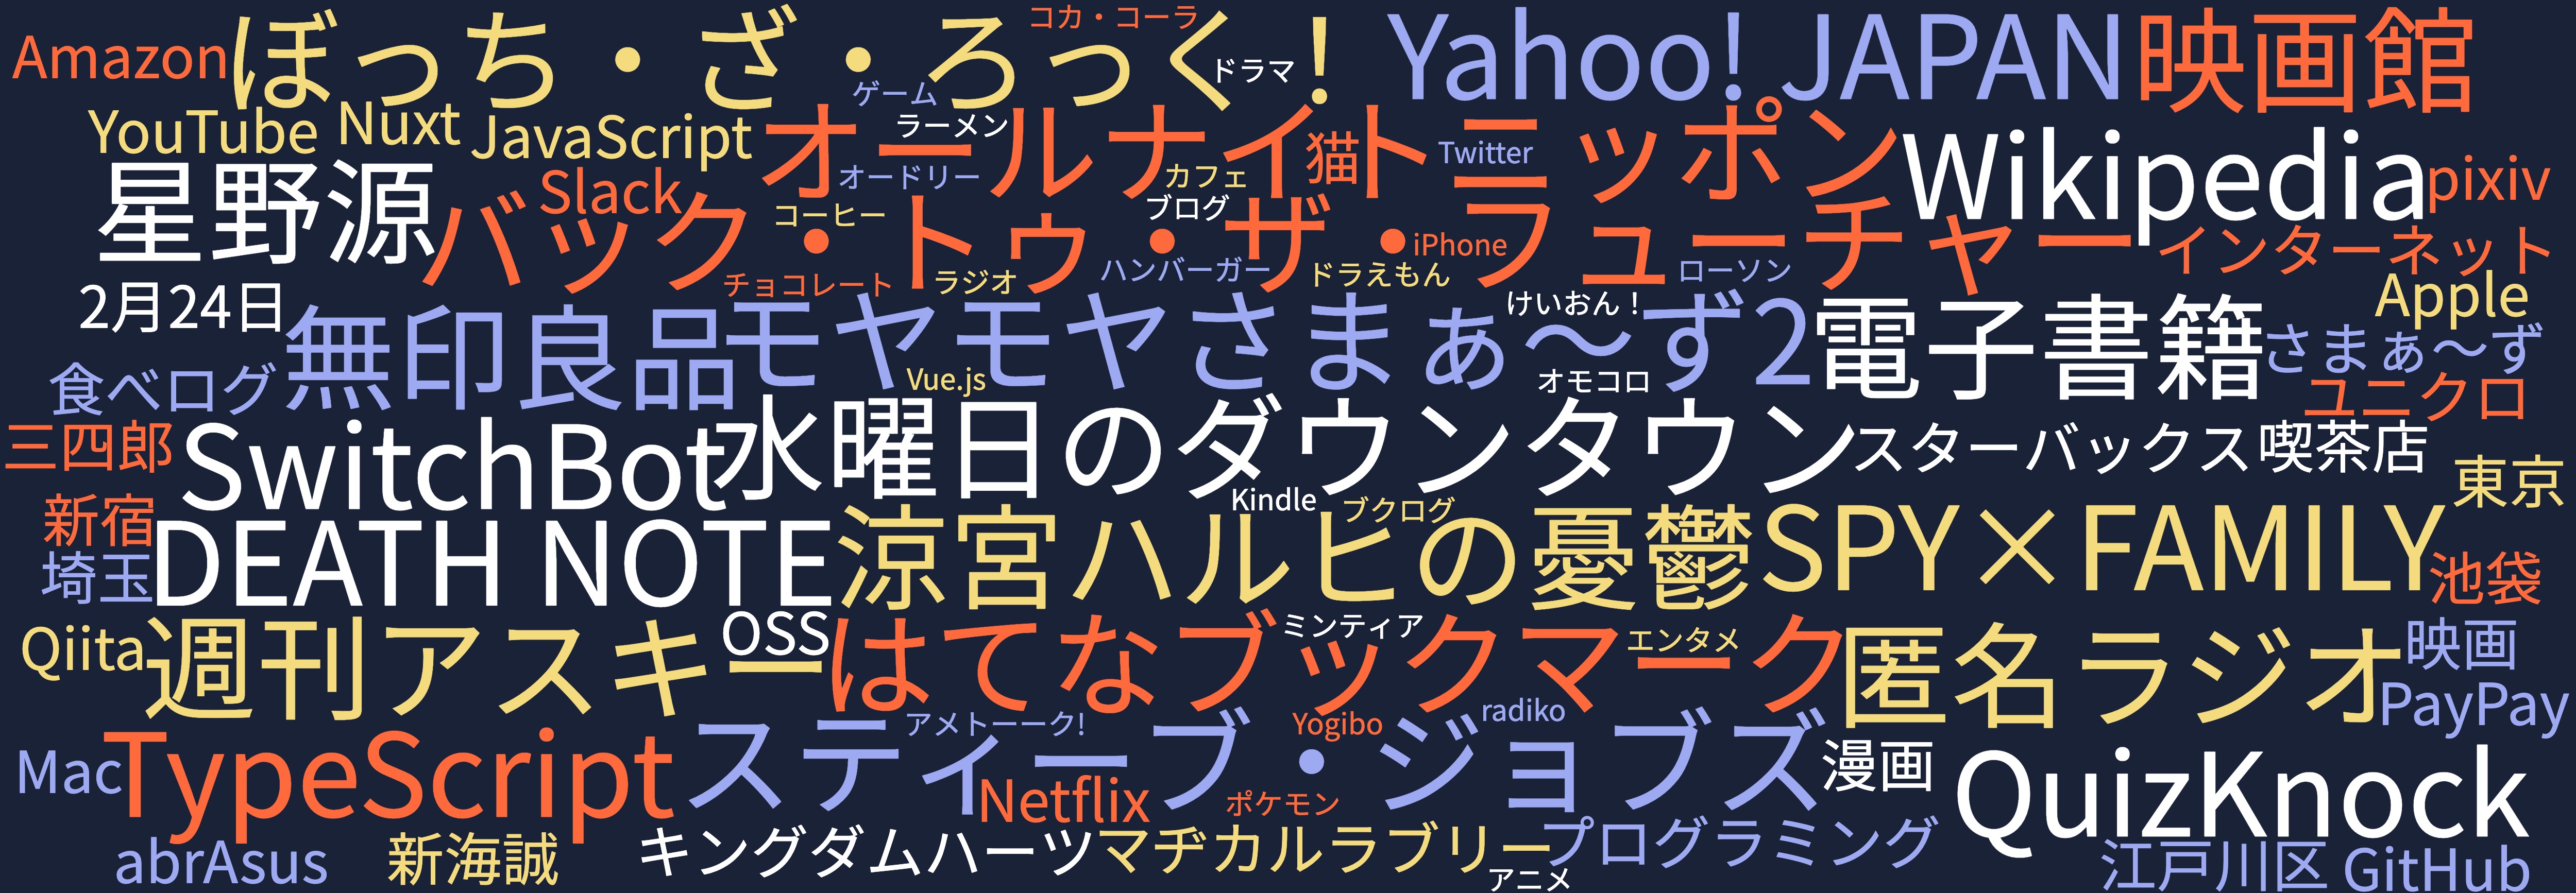 コカ・コーラ
Amazon
ぼっち・ざ・ろっく！
Yahoo! JAPAN
映画館
ドラマ
ゲーム
YouTube
Nuxt
JavaScript
ラーメン
オールナイトニッポン
猫
Twitter
Wikipedia
pixiv
星野源
Slack
オードリー
カフェ
ブログ
コーヒー
バック・トゥ・ザ・フューチャー
iPhone
インターネット
チョコレート
ラジオ
ハンバーガー
ドラえもん
ローソン
Apple
2月24日
けいおん！
無印良品
モヤモヤさまぁ〜ず2
電子書籍
さまぁ〜ず
食べログ
Vue.js
オモコロ
ユニクロ
三四郎
SwitchBot
水曜日のダウンタウン
スターバックス
喫茶店
東京
新宿
Kindle
ブクログ
DEATH NOTE
涼宮ハルヒの憂鬱
SPY×FAMILY
埼玉
池袋
OSS
ミンティア
エンタメ
Qiita
週刊アスキー
はてなブックマーク
匿名ラジオ
映画
PayPay
アメトーーク!
Yogibo
radiko
Mac
TypeScript
スティーブ・ジョブズ
漫画
QuizKnock
Netflix
ポケモン
abrAsus
新海誠
キングダムハーツ
マヂカルラブリー
プログラミング
江戸川区
GitHub
アニメ